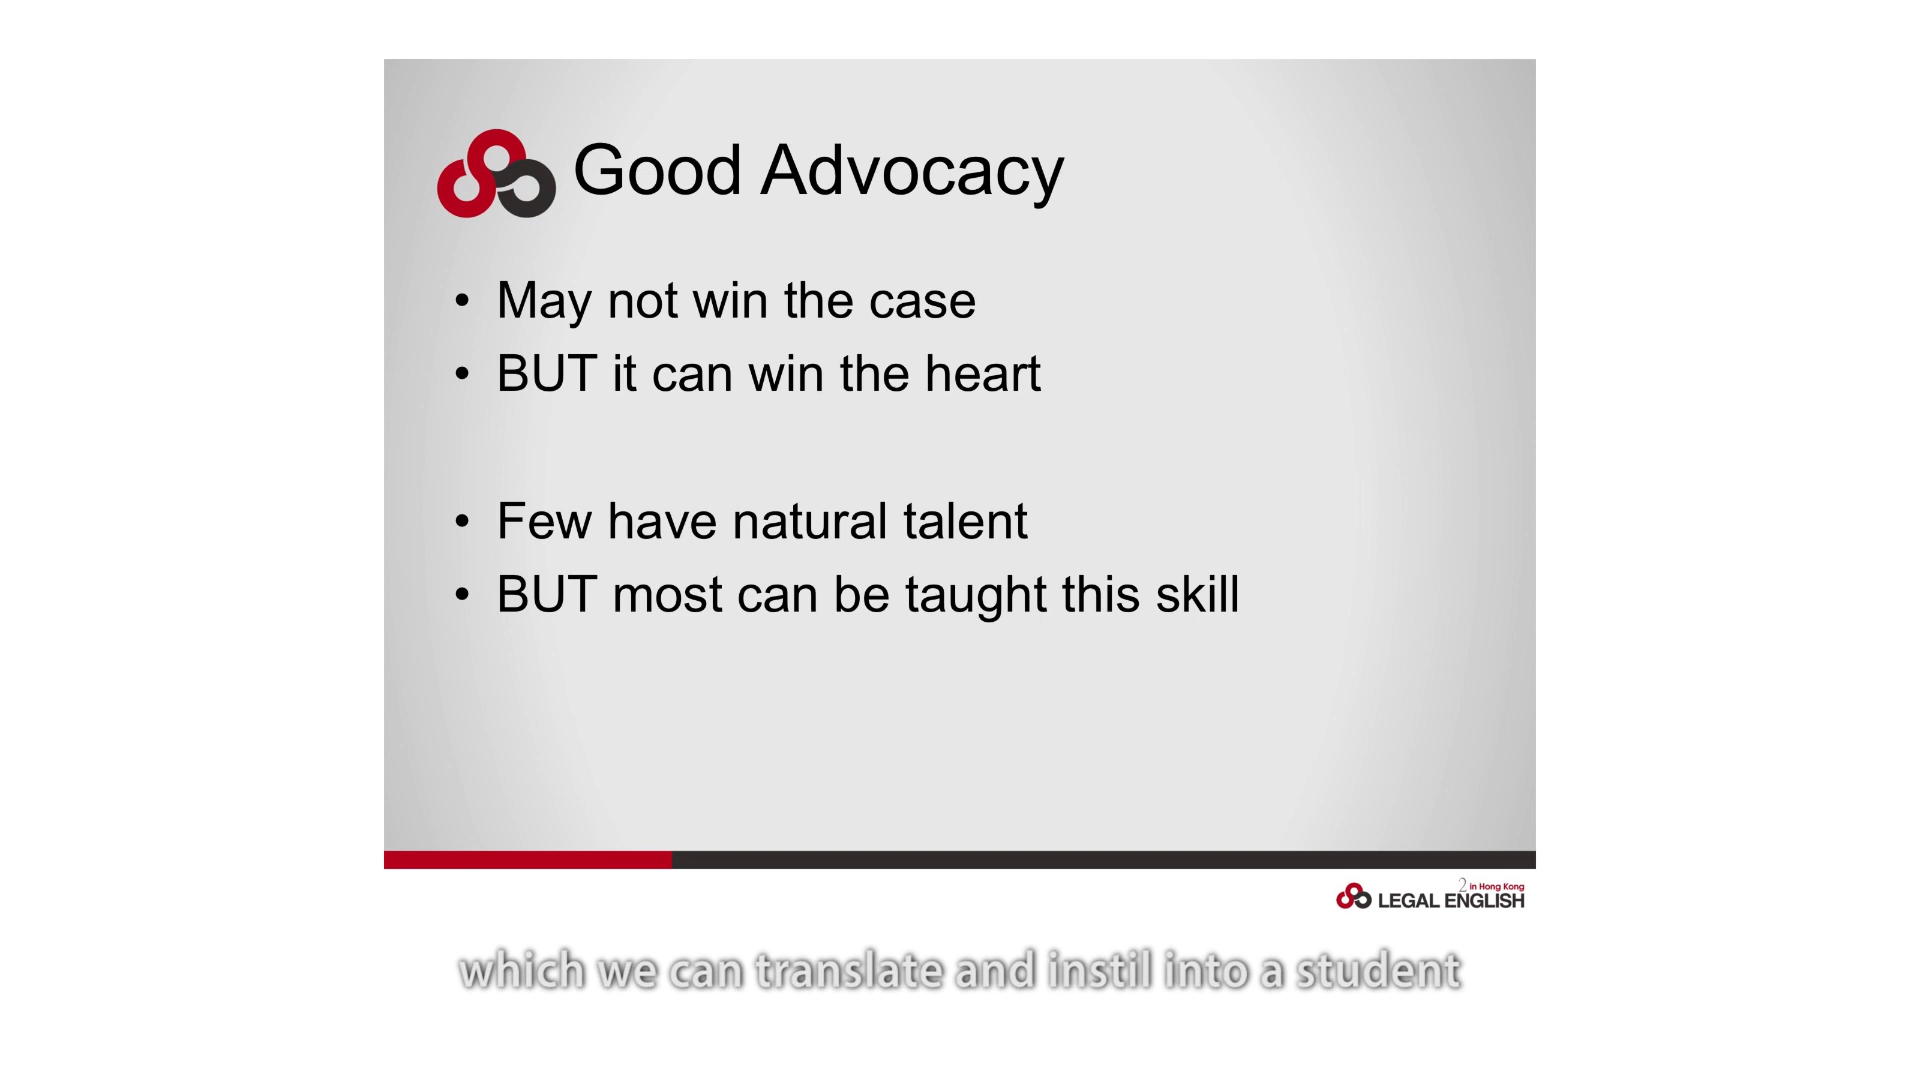 Good Advocacy
• May not win the case
• BUT it can win the heart
• Few have natural talent
• BUT most can be taught this skill
2
in Hong Kong
LEGAL ENGLISH
which we can translate and instil into a student